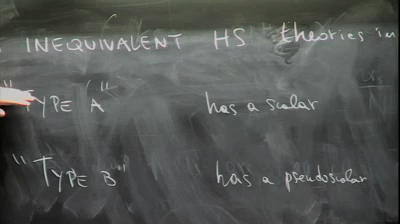 INEQUIVALENT HS theories in
"TYPE A" has a scalar
"TYPE B" has a pseudoscalar